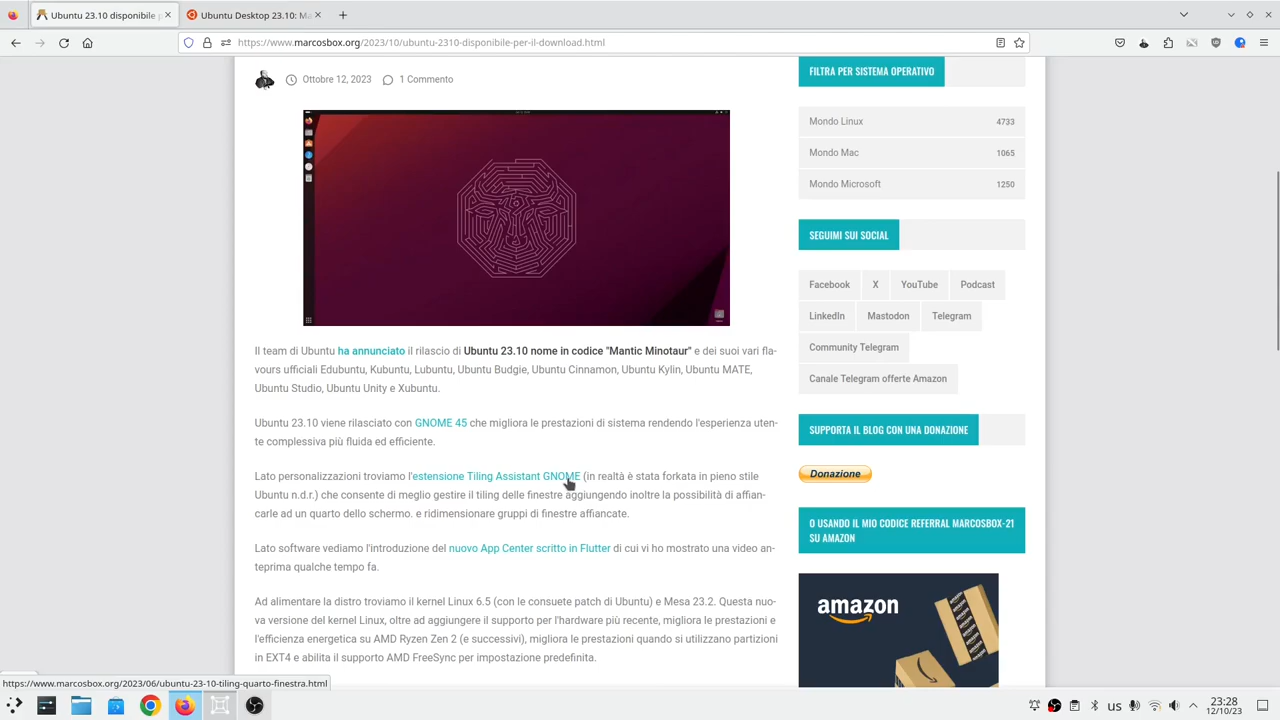 Ubuntu 23.10 disponibile p
Ubuntu Desktop 23.10: Ma
https://www.marcosbox.org/2023/10/ubuntu-2310-disponibile-per-il-download.html
Ottobre 12, 2023
1 Commento
Il team di Ubuntu ha annunciato il rilascio di Ubuntu 23.10 nome in codice "Mantic Minotaur" e dei suoi vari fla-
vours ufficiali Edubuntu, Kubuntu, Lubuntu, Ubuntu Budgie, Ubuntu Cinnamon, Ubuntu Kylin, Ubuntu MATE,
Ubuntu Studio, Ubuntu Unity e Xubuntu.
Ubuntu 23.10 viene rilasciato con GNOME 45 che migliora le prestazioni di sistema rendendo l'esperienza uten-
te complessiva più fluida ed efficiente.
Lato personalizzazioni troviamo l'estensione Tiling Assistant GNOME (in realtà è stata forkata in pieno stile
Ubuntu n.d.r.) che consente di meglio gestire il tiling delle finestre aggiungendo inoltre la possibilità di affian-
carle ad un quarto dello schermo. e ridimensionare gruppi di finestre affiancate.
Lato software vediamo l'introduzione del nuovo App Center scritto in Flutter di cui vi ho mostrato una video an-
teprima qualche tempo fa.
Ad alimentare la distro troviamo il kernel Linux 6.5 (con le consuete patch di Ubuntu) e Mesa 23.2. Questa nuo-
va versione del kernel Linux, oltre ad aggiungere il supporto per l'hardware più recente, migliora le prestazioni e
l'efficienza energetica su AMD Ryzen Zen 2 (e successivi), migliora le prestazioni quando si utilizzano partizioni
in EXT4 e abilita il supporto AMD FreeSync per impostazione predefinita.
FILTRA PER SISTEMA OPERATIVO
Mondo Linux 4733
Mondo Mac 1065
Mondo Microsoft 1250
SEGUIMI SUI SOCIAL
Facebook X YouTube Podcast
LinkedIn Mastodon Telegram
Community Telegram
Canale Telegram offerte Amazon
SUPPORTA IL BLOG CON UNA DONAZIONE
Donazione
O USANDO IL MIO CODICE REFERRAL MARCOSBOX-21
SU AMAZON
amazon
https://www.marcosbox.org/2023/06/ubuntu-23-10-tiling-quarto-finestra.html
us
23:28
12/10/23